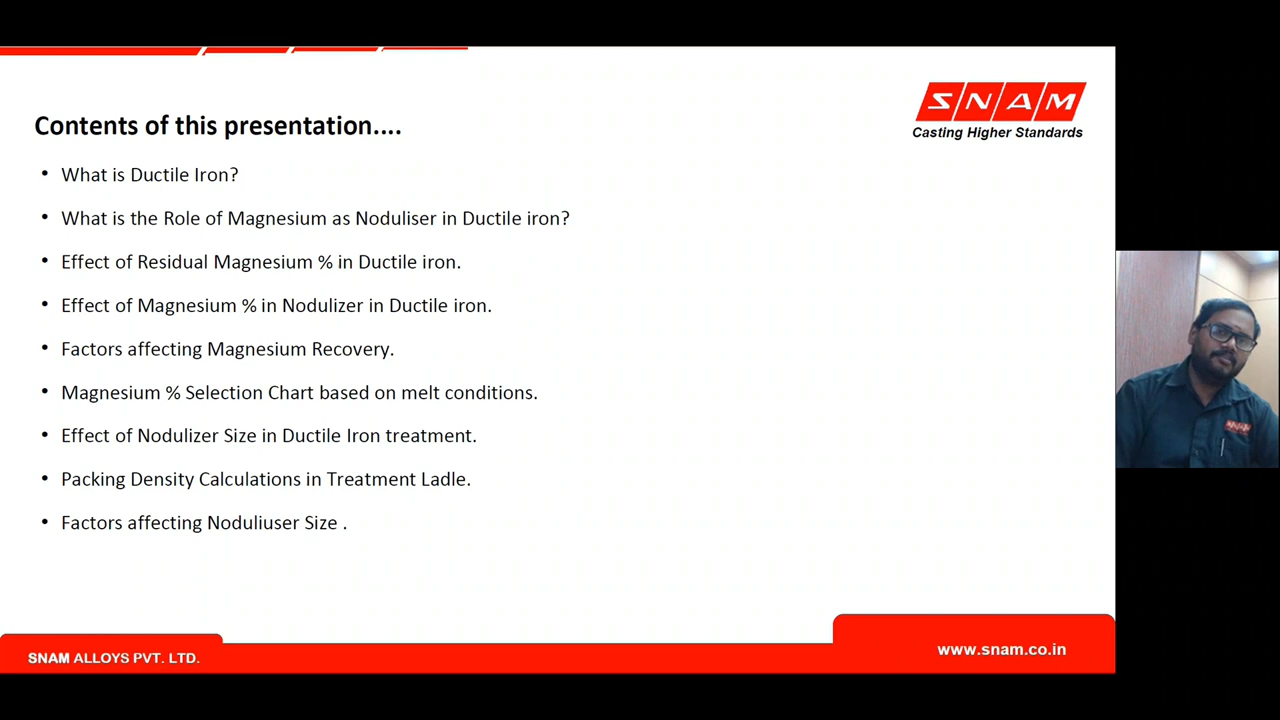 SNAM
Casting Higher Standards
Contents of this presentation....
• What is Ductile Iron?
• What is the Role of Magnesium as Noduliser in Ductile iron?
• Effect of Residual Magnesium % in Ductile iron.
• Effect of Magnesium % in Nodulizer in Ductile iron.
• Factors affecting Magnesium Recovery.
• Magnesium % Selection Chart based on melt conditions.
• Effect of Nodulizer Size in Ductile Iron treatment.
• Packing Density Calculations in Treatment Ladle.
• Factors affecting Noduliuser Size .
SNAM
SNAM ALLOYS PVT. LTD.
www.snam.co.in